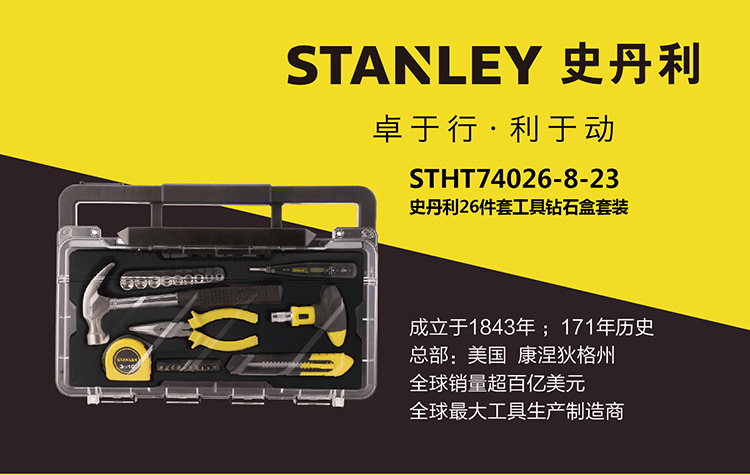 STANLEY 史丹利
卓于行·利于动
STHT74026-8-23
史丹利26件套工具钻石盒套装
成立于1843年；171年历史
总部：美国 康涅狄格州
全球销量超百亿美元
全球最大工具生产制造商
STANLEY